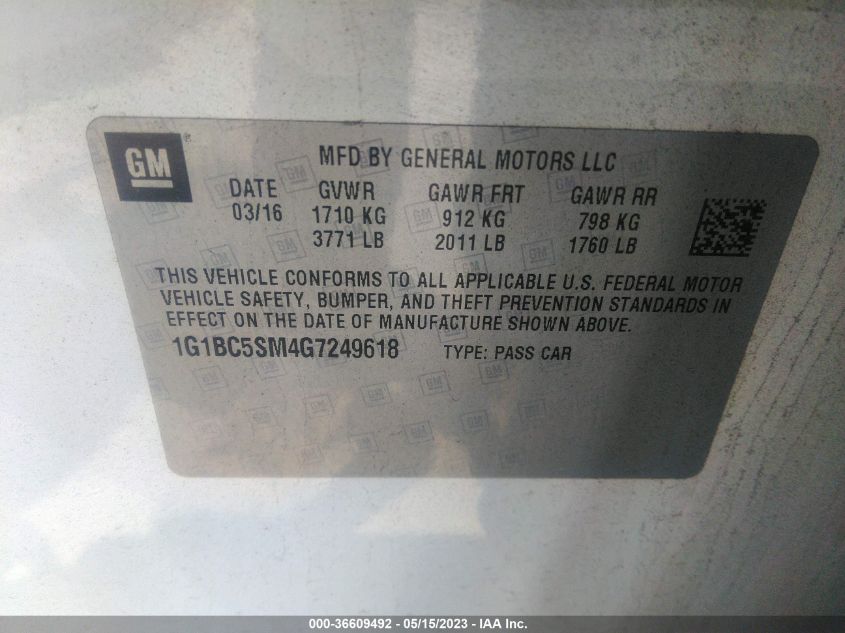 GM
MFD BY GENERAL MOTORS LLC
DATE GVWR GAWR FRT GAWR RR
03/16 1710 KG 912 KG 798 KG
3771 LB 2011 LB 1760 LB
THIS VEHICLE CONFORMS TO ALL APPLICABLE U.S. FEDERAL MOTOR
VEHICLE SAFETY, BUMPER, AND THEFT PREVENTION STANDARDS IN
EFFECT ON THE DATE OF MANUFACTURE SHOWN ABOVE.
1G1BC5SM4G7249618 TYPE: PASS CAR
000-36609492 - 05/15/2023 - IAA Inc.